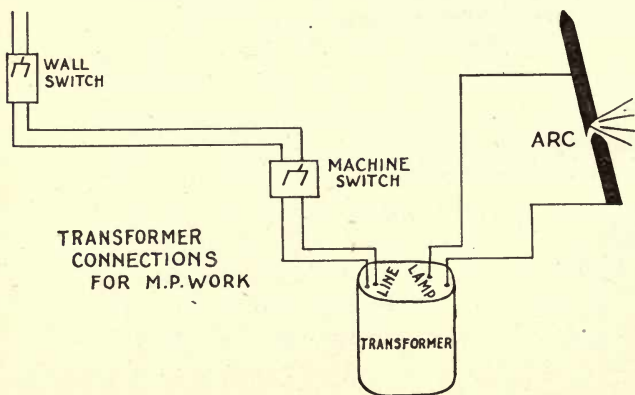 WALL
SWITCH
ARC
MACHINE
SWITCH
TRANSFORMER
CONNECTIONS
FOR M.P. WORK
LINE
LAMP
TRANSFORMER